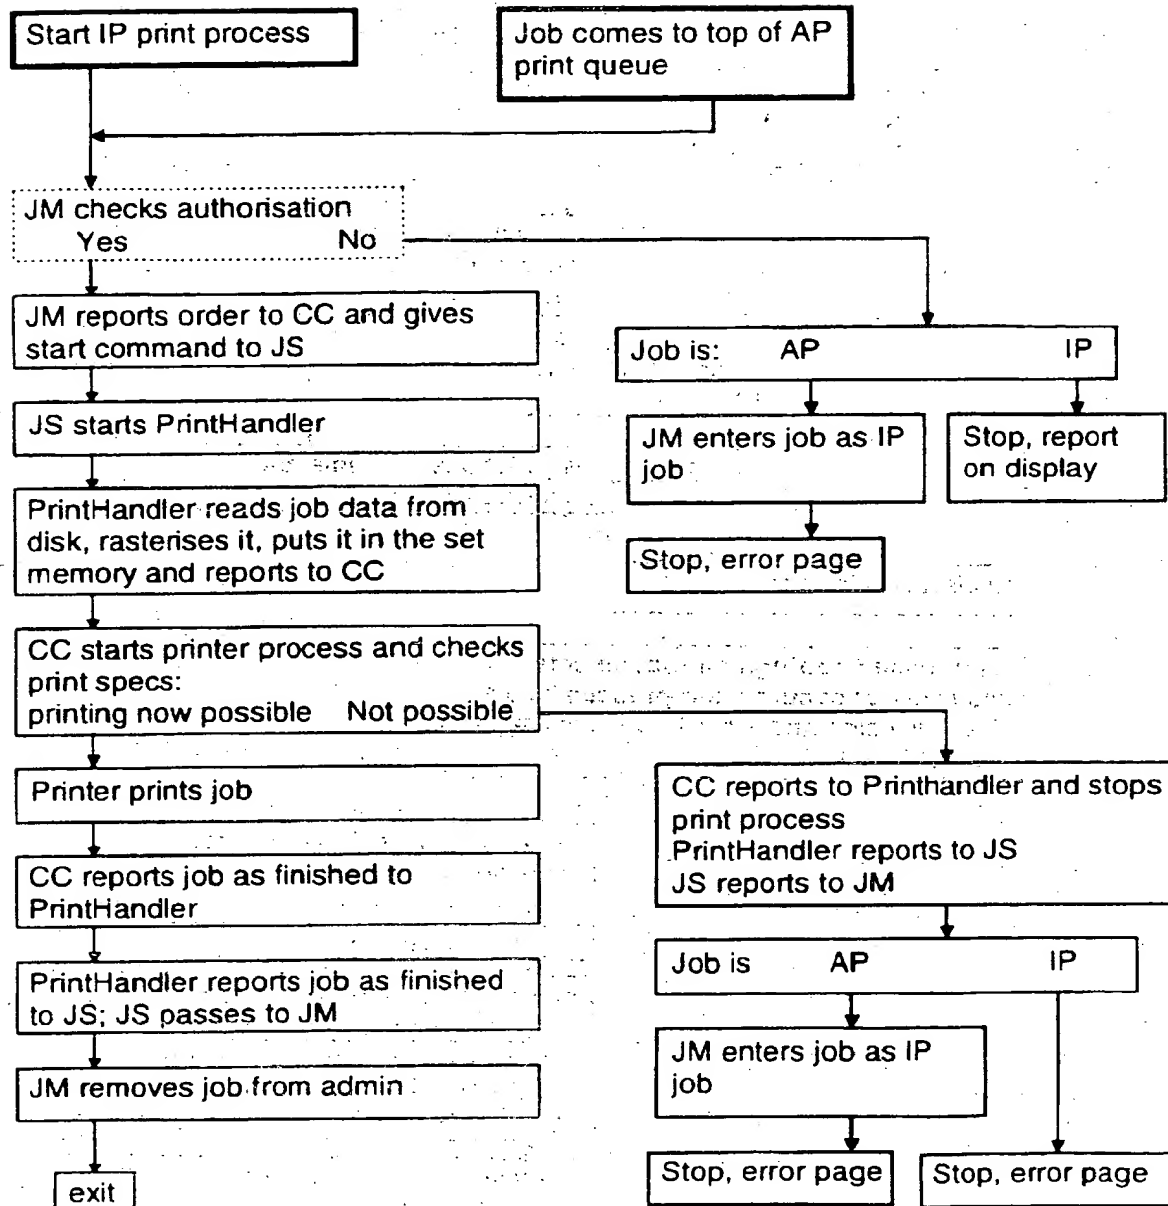 Start IP print process
Job comes to top of AP
print queue
JM checks authorisation
Yes No
JM reports order to CC and gives
start command to JS
Job is: AP IP
JS starts PrintHandler
JM enters job as IP
job
Stop, report
on display
PrintHandler reads job data from
disk, rasterises it, puts it in the set
memory and reports to CC
Stop, error page
CC starts printer process and checks
print specs:
printing now possible Not possible
Printer prints job
CC reports to Printhandler and stops
print process
PrintHandler reports to JS
JS reports to JM
CC reports job as finished to
PrintHandler
Job is AP IP
PrintHandler reports job as finished
to JS; JS passes to JM
JM enters job as IP
job
JM removes job from admin
Stop, error page
Stop, error page
exit